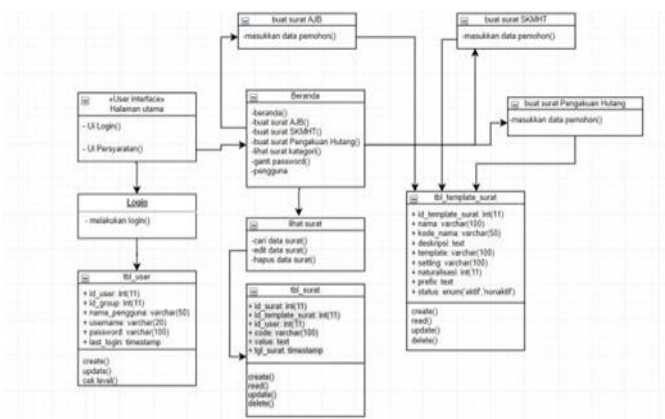 buat surat AJB
-masukkan data pemohon()
buat surat SKMHT
-masukkan data pemohon()
«User interface»
Halaman utama
- Ui Login()
- Ui Persyaratan()
Beranda
-beranda()
-buat surat AJB()
-buat surat SKMHT()
-buat surat Pengakuan Hutang()
-lihat surat kategori()
-ganti password()
-pengguna
buat surat Pengakuan Hutang
-masukkan data pemohon()
Login
- melakukan login()
lihat surat
-cari data surat()
-edit data surat()
-hapus data surat()
tbl_template_surat
+ id_template_surat: int(11)
+ nama: varchar(100)
+ kode_nama: varchar(50)
+ deskripsi: text
+ template: varchar(100)
+ setting: varchar(100)
+ naturalisasi: int(11)
+ prefix: text
+ status: enum('aktif','nonaktif')
create()
read()
update()
delete()
tbl_user
+ id_user: int(11)
+ id_group: int(11)
+ nama_pengguna: varchar(50)
+ username: varchar(20)
+ password: varchar(100)
+ last_login: timestamp
create()
update()
cek level()
tbl_surat
+ id_surat: int(11)
+ id_template_surat: int(11)
+ id_user: int(11)
+ code: varchar(100)
+ value: text
+ tgl_surat: timestamp
create()
read()
update()
delete()